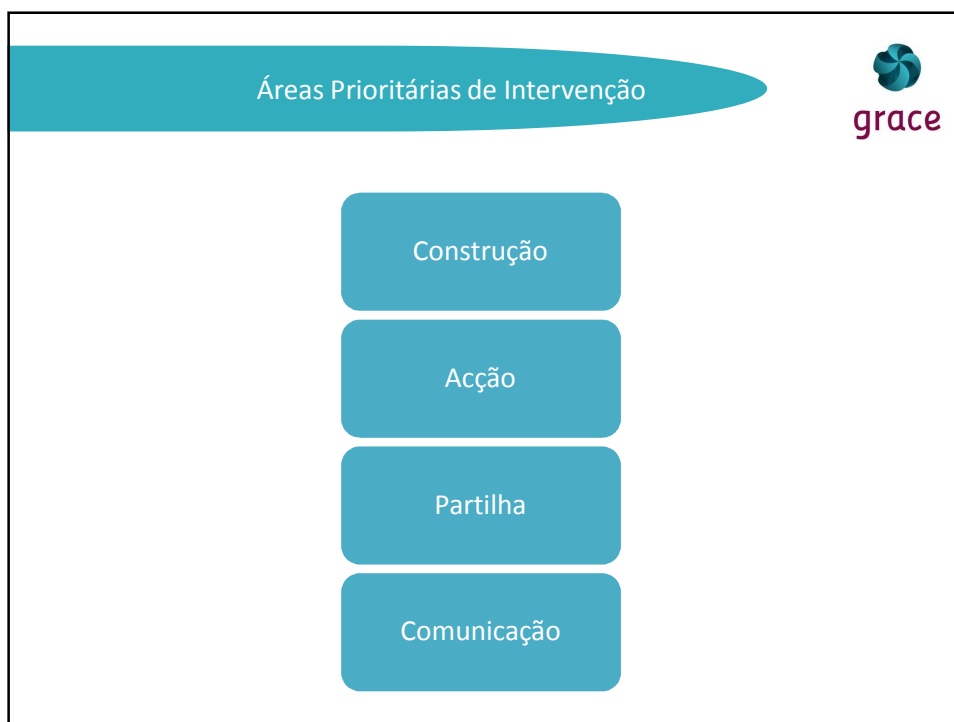 Áreas Prioritárias de Intervenção
grace
Construção
Acção
Partilha
Comunicação